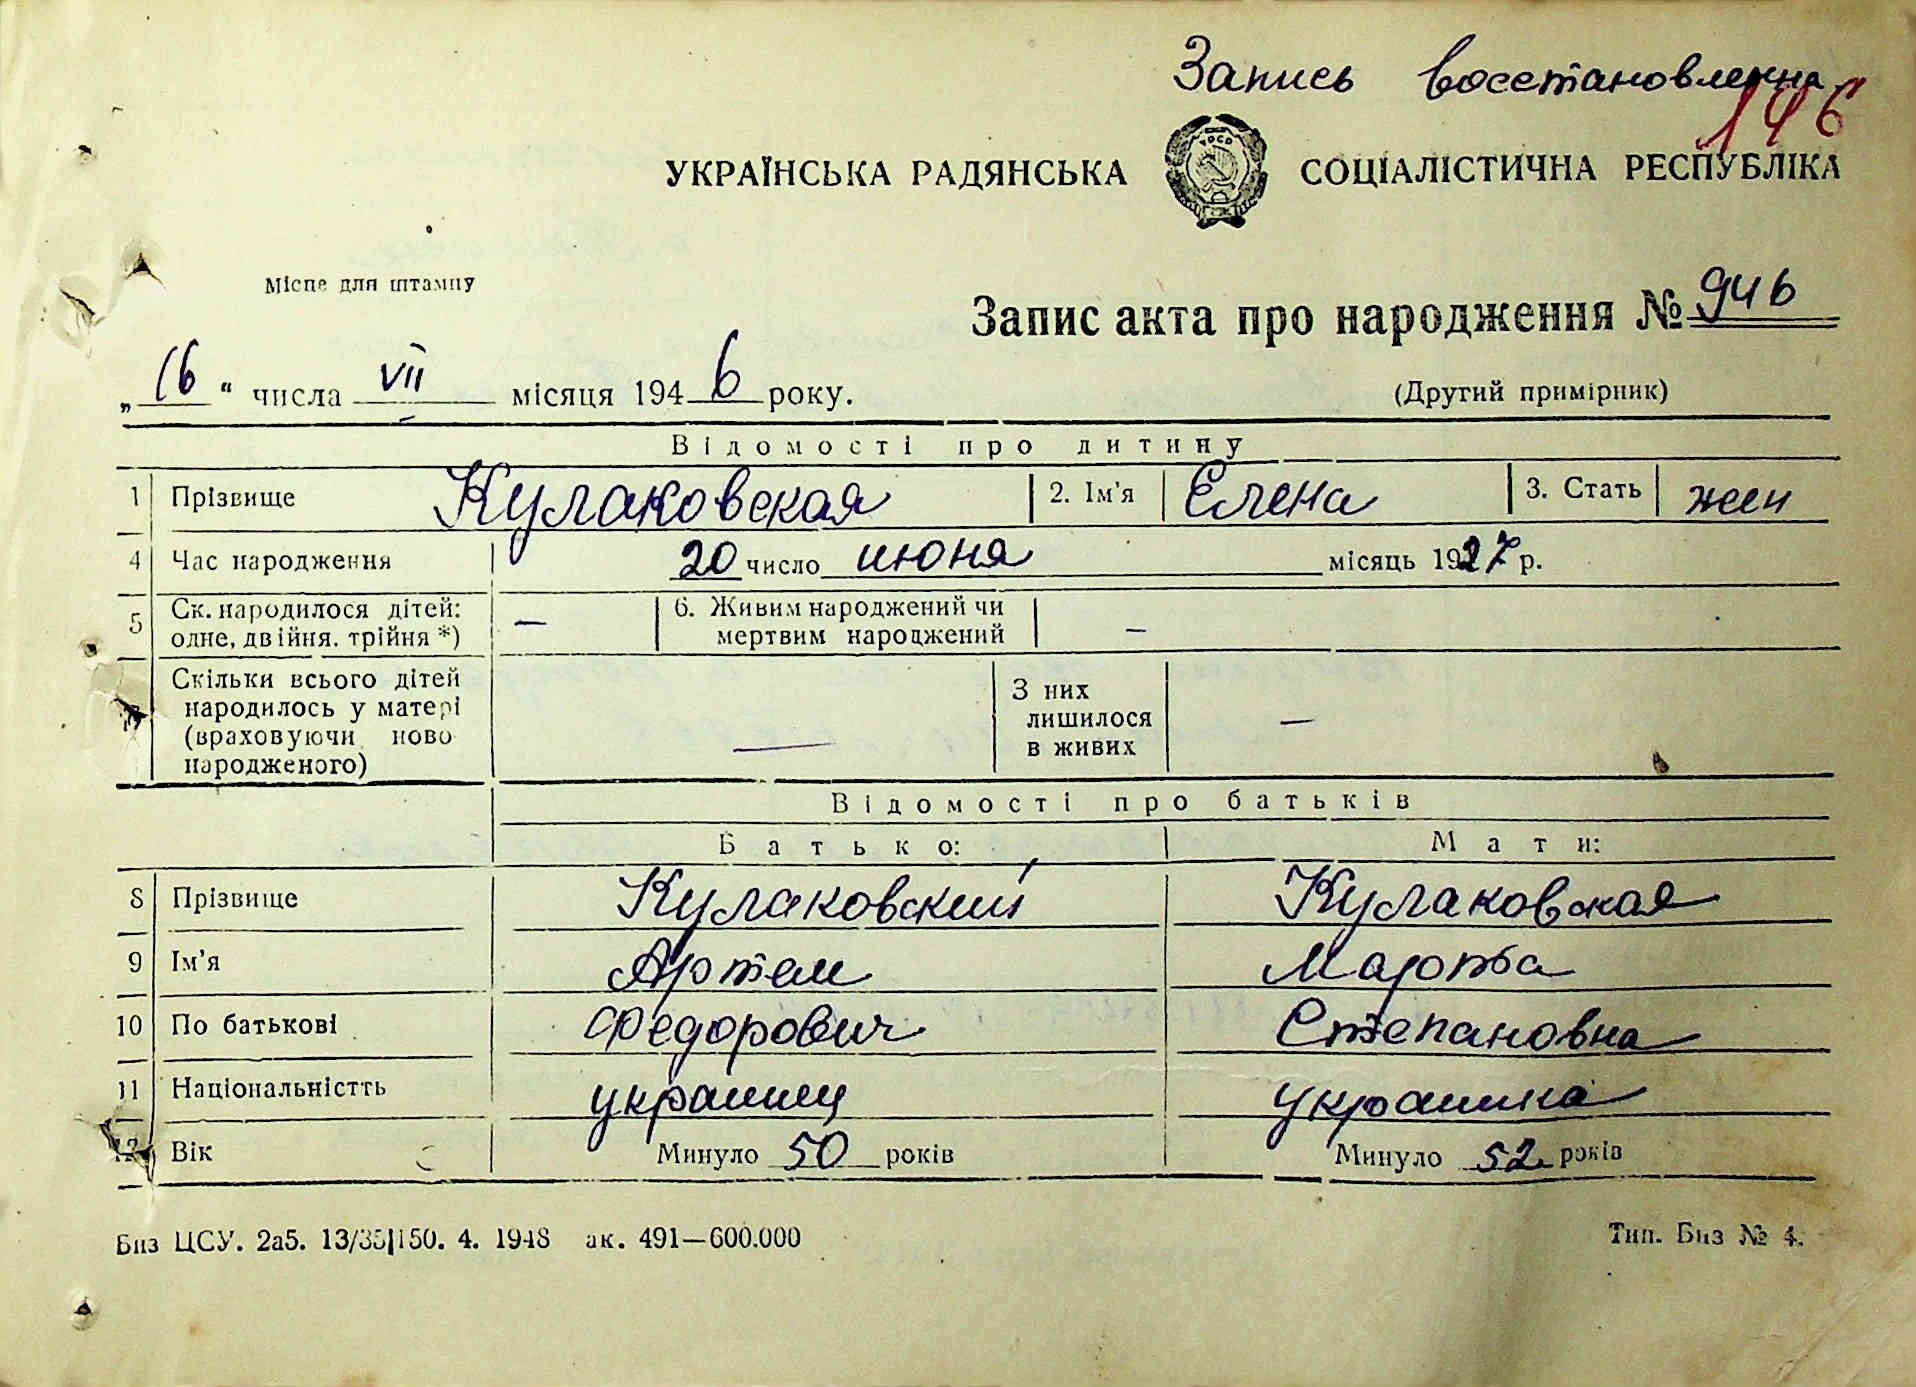 Запись восстановленна
146
УКРАЇНСЬКА РАДЯНСЬКА СОЦІАЛІСТИЧНА РЕСПУБЛІКА
Місце для штампу
Запис акта про народження № 946
„16“ числа VII місяця 1946 року. (Другий примірник)
Відомості про дитину
1 Прізвище Кулаковская 2. Ім'я Елена 3. Стать жен
4 Час народження 20 число июня місяць 1927 р.
5 Ск. народилося дітей: одне, двійня. трійня *) — 6. Живим народжений чи мертвим народжений —
Скільки всього дітей народилось у матері (враховуючи ново народженого) — З них лишилося в живих —
Відомості про батьків
Батько: Мати:
8 Прізвище Кулаковский Кулаковская
9 Ім'я Артем Марфа
10 По батькові Федорович Степановна
11 Національністть украинец украинка
12 Вік Минуло 50 років Минуло 52 років
Биз ЦСУ. 2а5. 13/35|150. 4. 1948 ак. 491—600.000 Тип. Биз № 4.